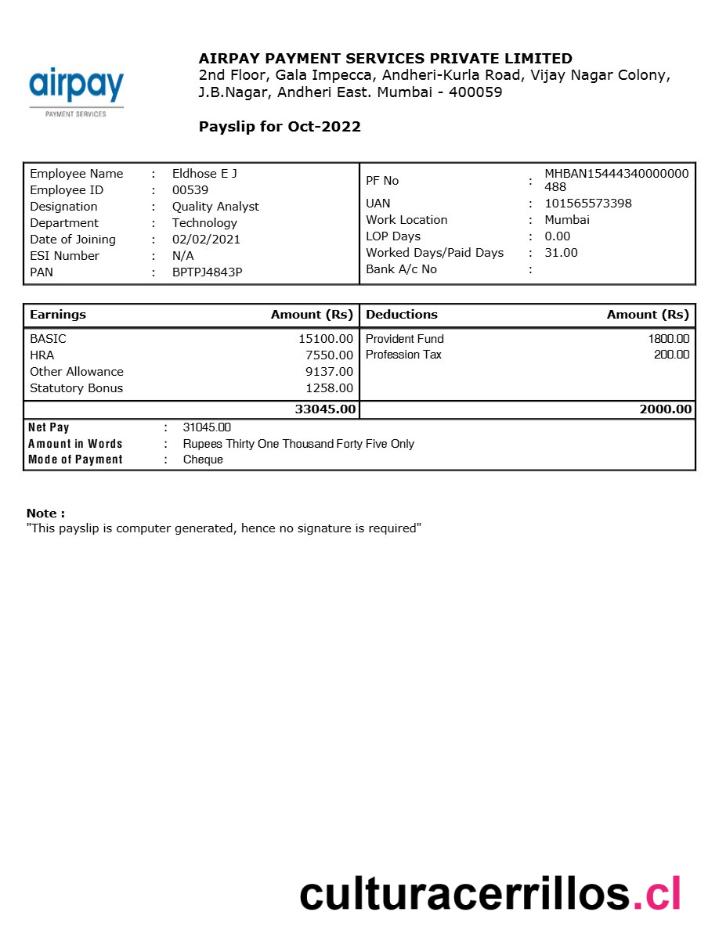 AIRPAY PAYMENT SERVICES PRIVATE LIMITED
2nd Floor, Gala Impecca, Andheri-Kurla Road, Vijay Nagar Colony,
J.B.Nagar, Andheri East. Mumbai - 400059
airpay
PAYMENT SERVICES
Payslip for Oct-2022
Employee Name : Eldhose E J
Employee ID : 00539
Designation : Quality Analyst
Department : Technology
Date of Joining : 02/02/2021
ESI Number : N/A
PAN : BPTPJ4843P
PF No : MHBAN15444340000000
488
UAN : 101565573398
Work Location : Mumbai
LOP Days : 0.00
Worked Days/Paid Days : 31.00
Bank A/c No :
Earnings Amount (Rs) Deductions Amount (Rs)
BASIC 15100.00 Provident Fund 1800.00
HRA 7550.00 Profession Tax 200.00
Other Allowance 9137.00
Statutory Bonus 1258.00
33045.00 2000.00
Net Pay : 31045.00
Amount in Words : Rupees Thirty One Thousand Forty Five Only
Mode of Payment : Cheque
Note :
"This payslip is computer generated, hence no signature is required"
culturacerrillos.cl